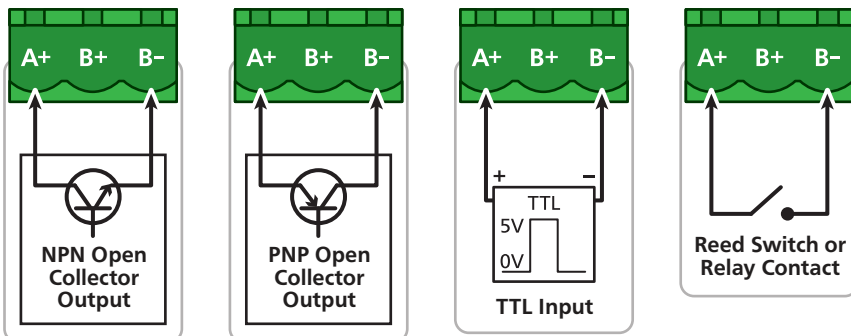 A+ B+ B−
NPN Open
Collector
Output
A+ B+ B−
PNP Open
Collector
Output
A+ B+ B−
+ −
TTL
5V
0V
TTL Input
A+ B+ B−
Reed Switch or
Relay Contact